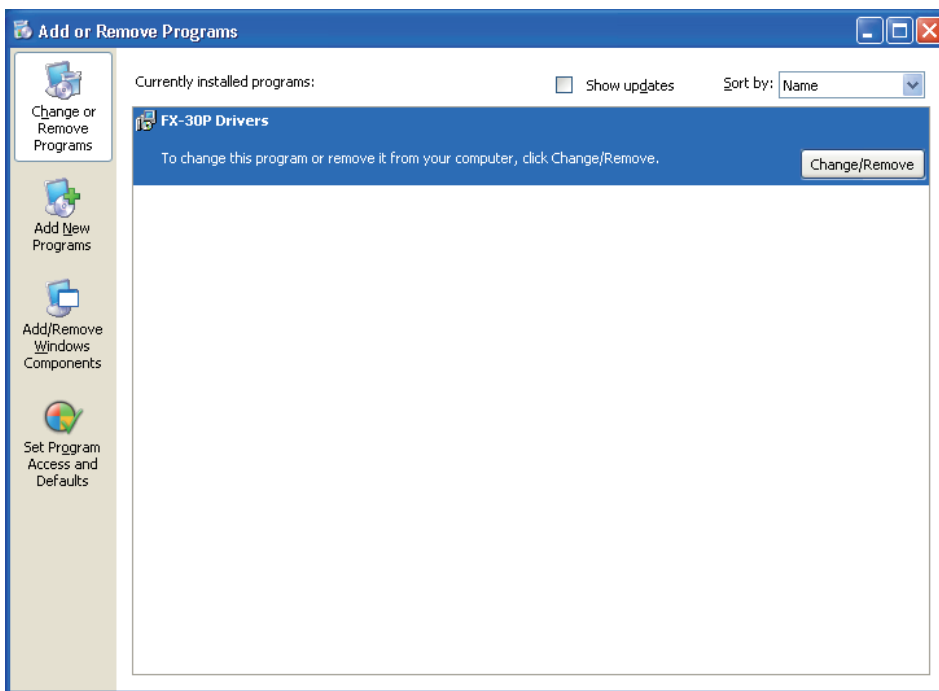 Add or Remove Programs
Currently installed programs:
Show updates
Sort by:
Name
Change or
Remove
Programs
FX-30P Drivers
To change this program or remove it from your computer, click Change/Remove.
Change/Remove
Add New
Programs
Add/Remove
Windows
Components
Set Program
Access and
Defaults